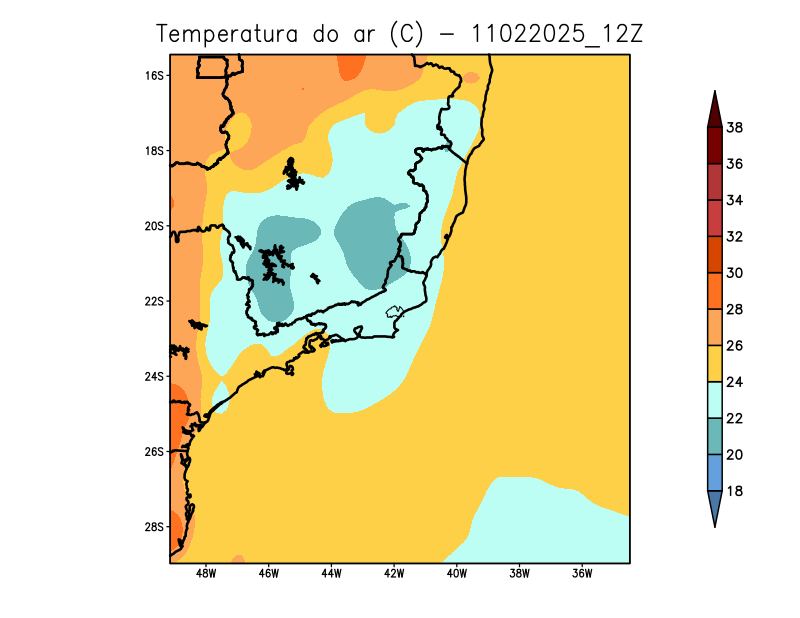 Temperatura do ar (C) – 11022025_12Z
16S
18S
20S
22S
24S
26S
28S
48W 46W 44W 42W 40W 38W 36W
38
36
34
32
30
28
26
24
22
20
18